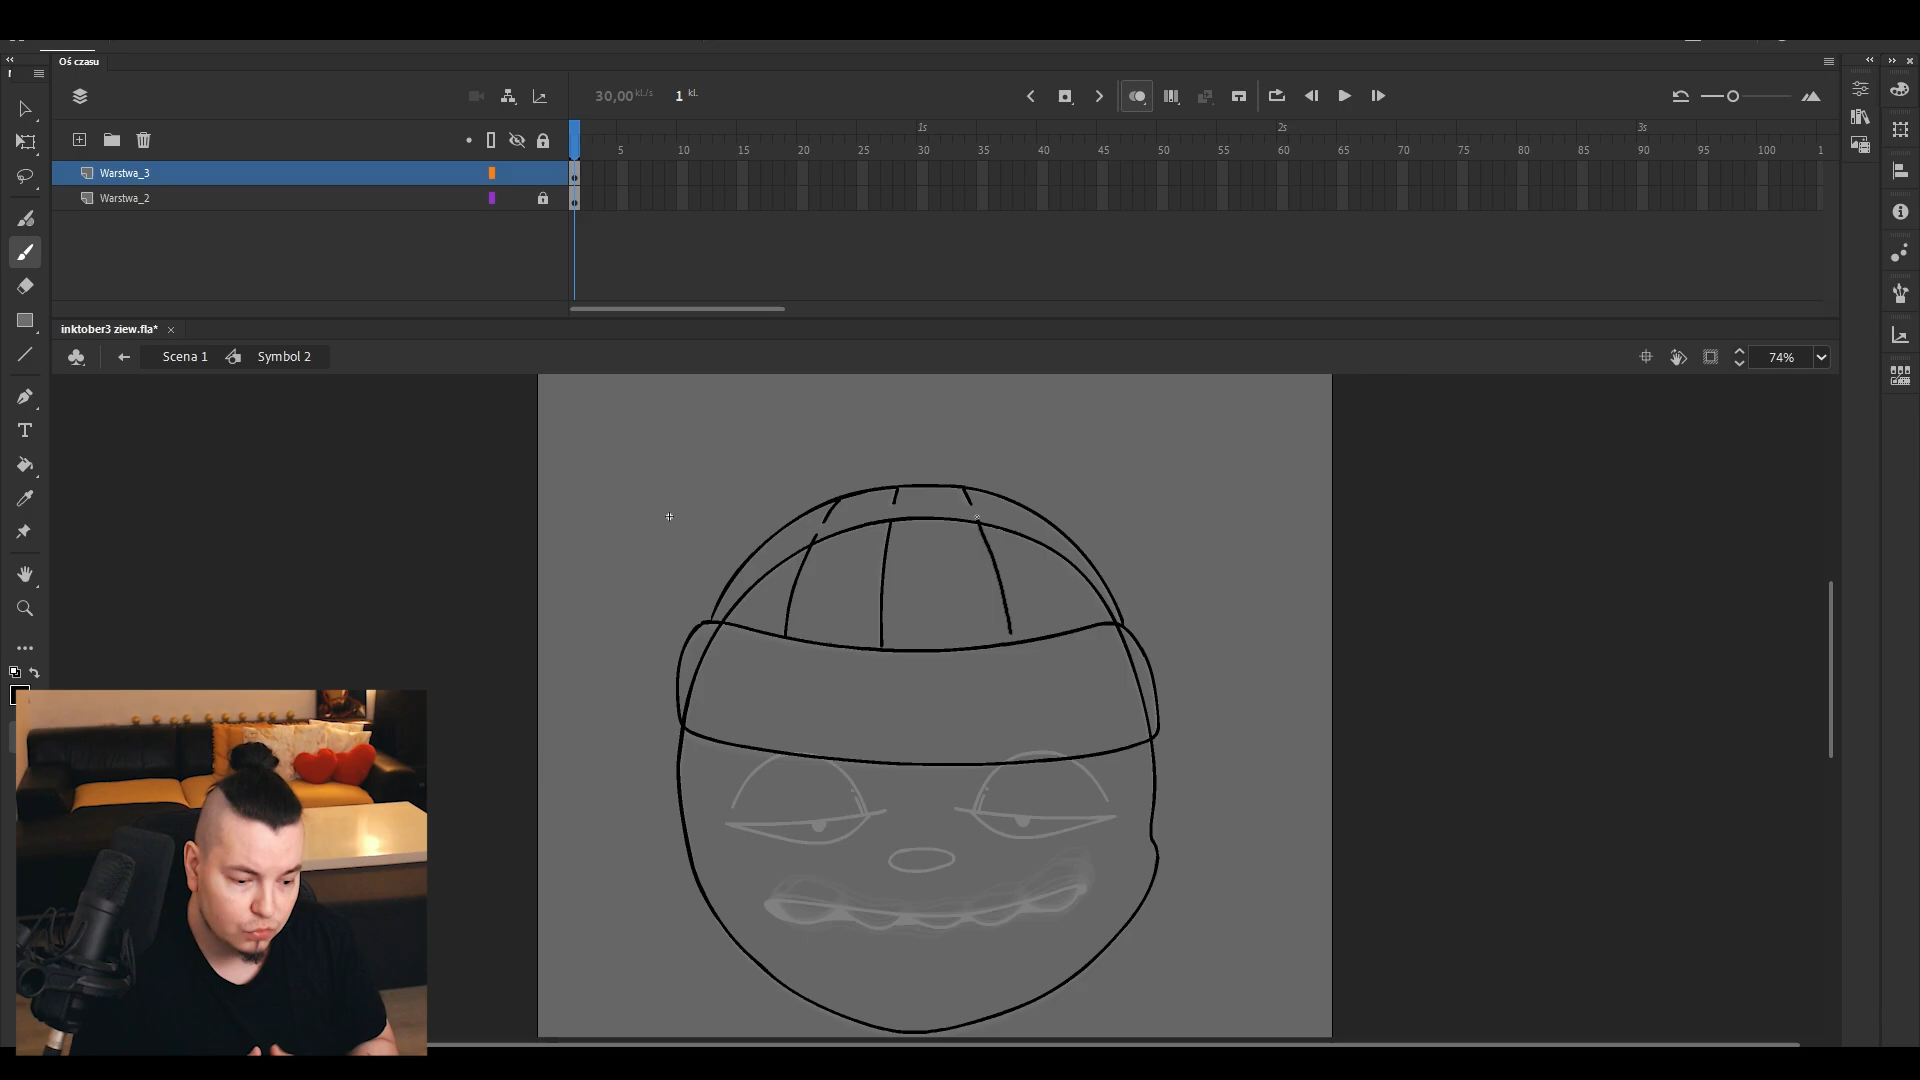 Oś czasu
30,00 kl./s 1 kl.
1s 2s 3s
5 10 15 20 25 30 35 40 45 50 55 60 65 70 75 80 85 90 95 100 1
Warstwa_3
Warstwa_2
inktober3 ziew.fla* ×
Scena 1 Symbol 2 74%